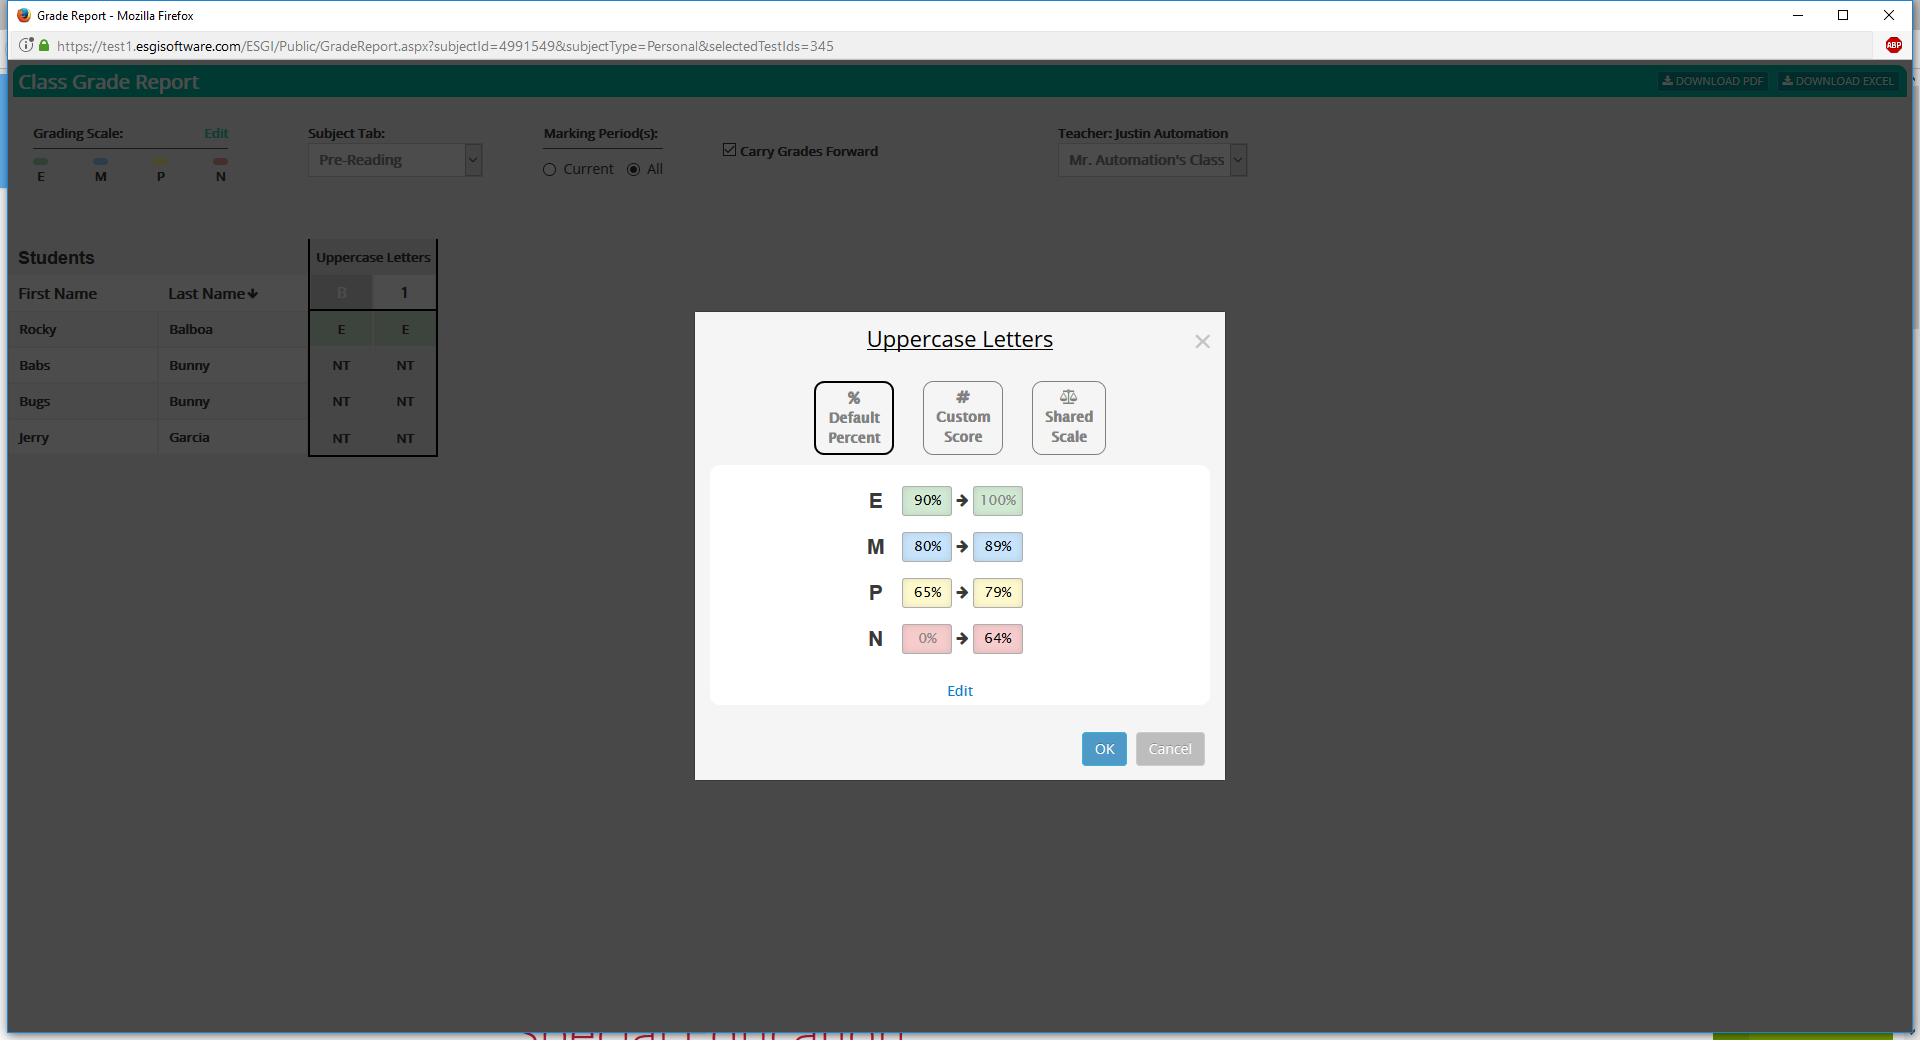 Grade Report - Mozilla Firefox
https://test1.esgisoftware.com/ESGI/Public/GradeReport.aspx?subjectId=4991549&subjectType=Personal&selectedTestIds=345
ABP
Class Grade Report
DOWNLOAD PDF DOWNLOAD EXCEL
Grading Scale: Edit
E M P N
Subject Tab:
Pre-Reading
Marking Period(s):
Current All
Carry Grades Forward
Teacher: Justin Automation
Mr. Automation's Class
Students Uppercase Letters
First Name Last Name B 1
Rocky Balboa E E
Babs Bunny NT NT
Bugs Bunny NT NT
Jerry Garcia NT NT
Uppercase Letters
×
% Default Percent
# Custom Score
Shared Scale
E 90% → 100%
M 80% → 89%
P 65% → 79%
N 0% → 64%
Edit
OK Cancel